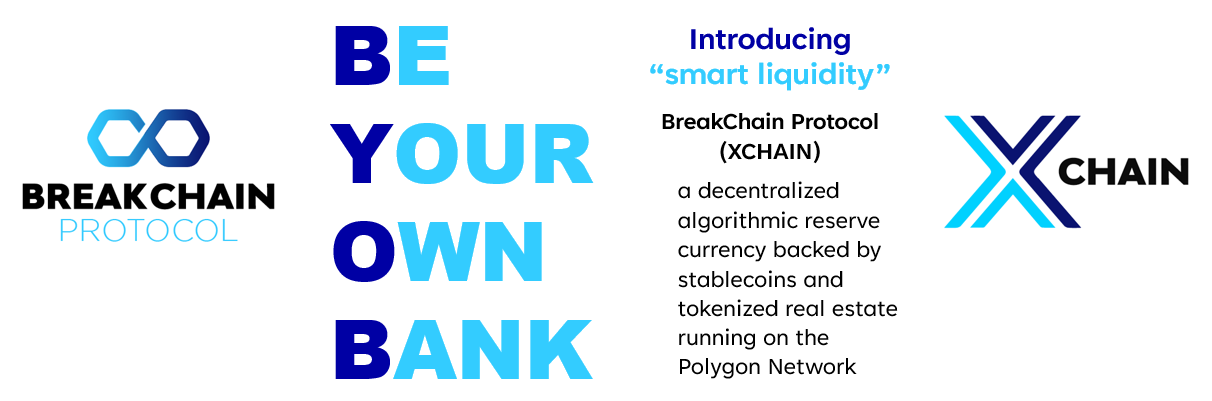 BREAKCHAIN
PROTOCOL
BE
YOUR
OWN
BANK
Introducing
“smart liquidity”
BreakChain Protocol
(XCHAIN)
a decentralized
algorithmic reserve
currency backed by
stablecoins and
tokenized real estate
running on the
Polygon Network
XCHAIN